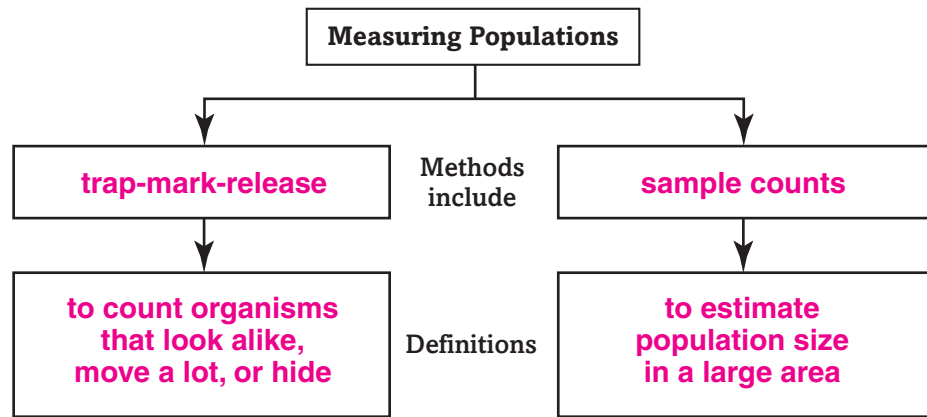 Measuring Populations
trap-mark-release
Methods
include
sample counts
to count organisms
that look alike,
move a lot, or hide
Definitions
to estimate
population size
in a large area